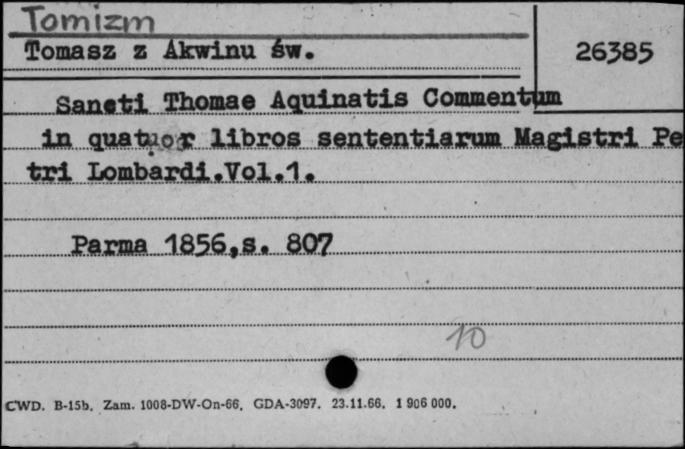 Tomizm
Tomasz z Akwinu św.
26385
Saneti Thomae Aquinatis Commentum
in quatuor libros sententiarum Magistri Pe
tri Lombardi.Vol.1.
Parma 1856,s. 807
10
CWD. B-15b. Zam. 1008-DW-On-66. GDA-3097. 23.11.66. 1 906 000.